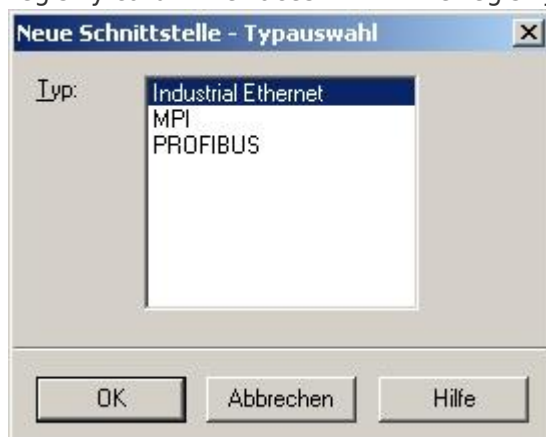 Neue Schnittstelle - Typauswahl
Typ:
Industrial Ethernet
MPI
PROFIBUS
OK
Abbrechen
Hilfe